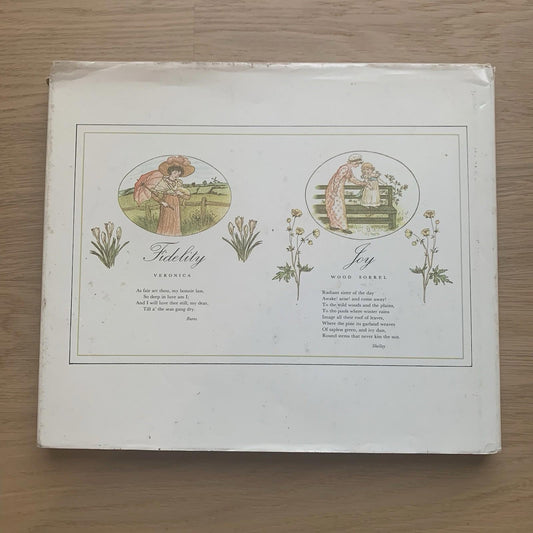 Fidelity
VERONICA
As fair art thou, my bonnie lass,
So deep in luve am I,
And I will luve thee still, my dear,
Till a' the seas gang dry.
Burns
Joy
WOOD SORREL
Radiant sister of the day
Awake! arise! and come away!
To the wild woods and the plains,
To the pools where winter rains
Image all their roof of leaves,
Where the pine its garland weaves
Of sapless green, and ivy dun,
Round stems that never kiss the sun.
Shelley